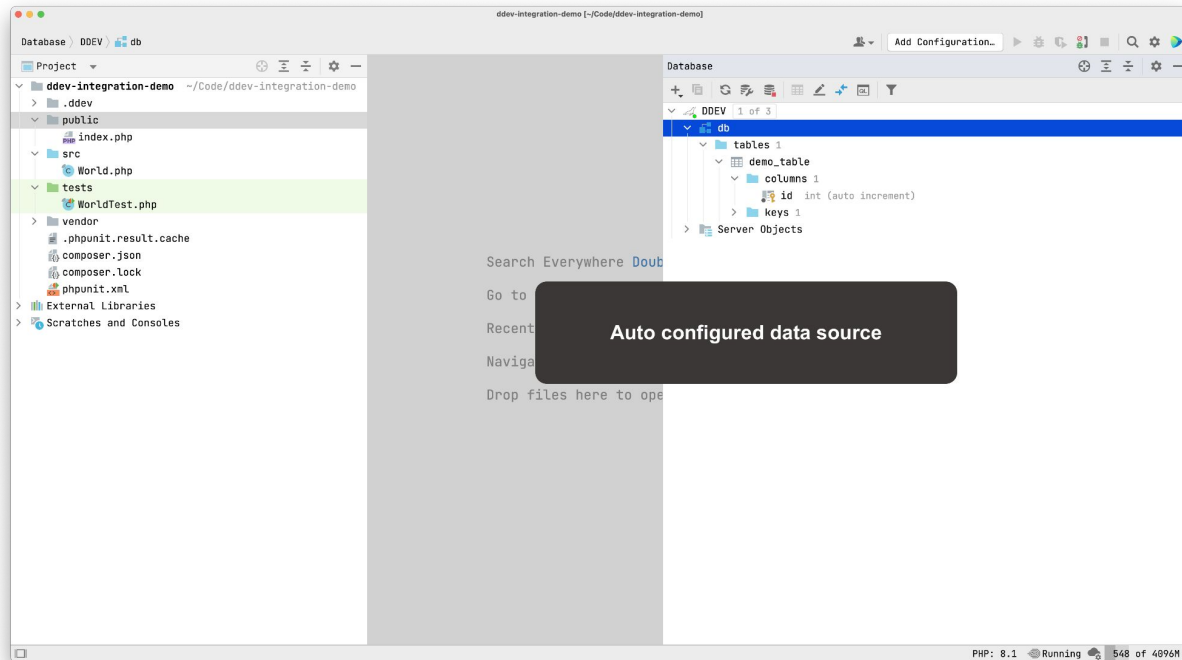 ddev-integration-demo [~/Code/ddev-integration-demo]
Database DDEV db
Add Configuration…
Project
ddev-integration-demo ~/Code/ddev-integration-demo
.ddev
public
index.php
src
World.php
tests
WorldTest.php
vendor
.phpunit.result.cache
composer.json
composer.lock
phpunit.xml
External Libraries
Scratches and Consoles
Search Everywhere Doub
Go to
Recent
Naviga
Drop files here to ope
Auto configured data source
Database
DDEV 1 of 3
db
tables 1
demo_table
columns 1
id int (auto increment)
keys 1
Server Objects
PHP: 8.1 Running 548 of 4096M